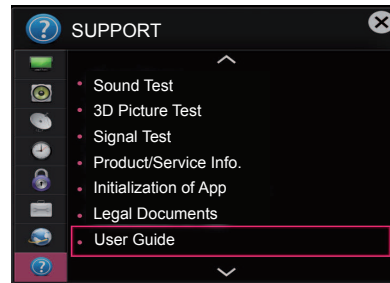 SUPPORT
Sound Test
3D Picture Test
Signal Test
Product/Service Info.
Initialization of App
Legal Documents
User Guide